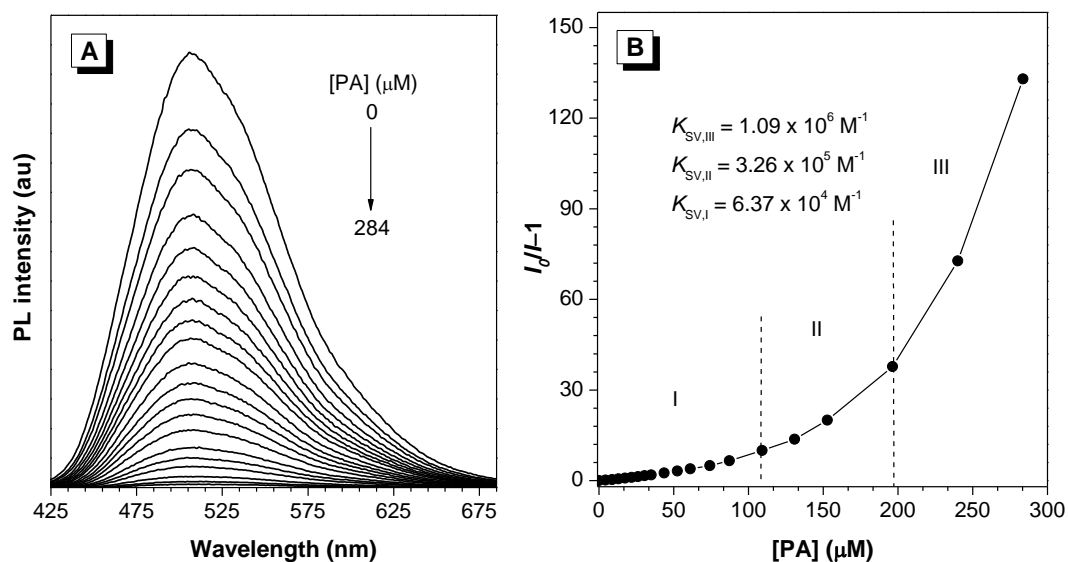 A
[PA] (μM)
0
284
PL intensity (au)
425 475 525 575 625 675
Wavelength (nm)
B
150
120
90
60
30
0
K_SV,III = 1.09 x 10^6 M^-1
K_SV,II = 3.26 x 10^5 M^-1
K_SV,I = 6.37 x 10^4 M^-1
I
II
III
I_0/I–1
0 50 100 150 200 250 300
[PA] (μM)